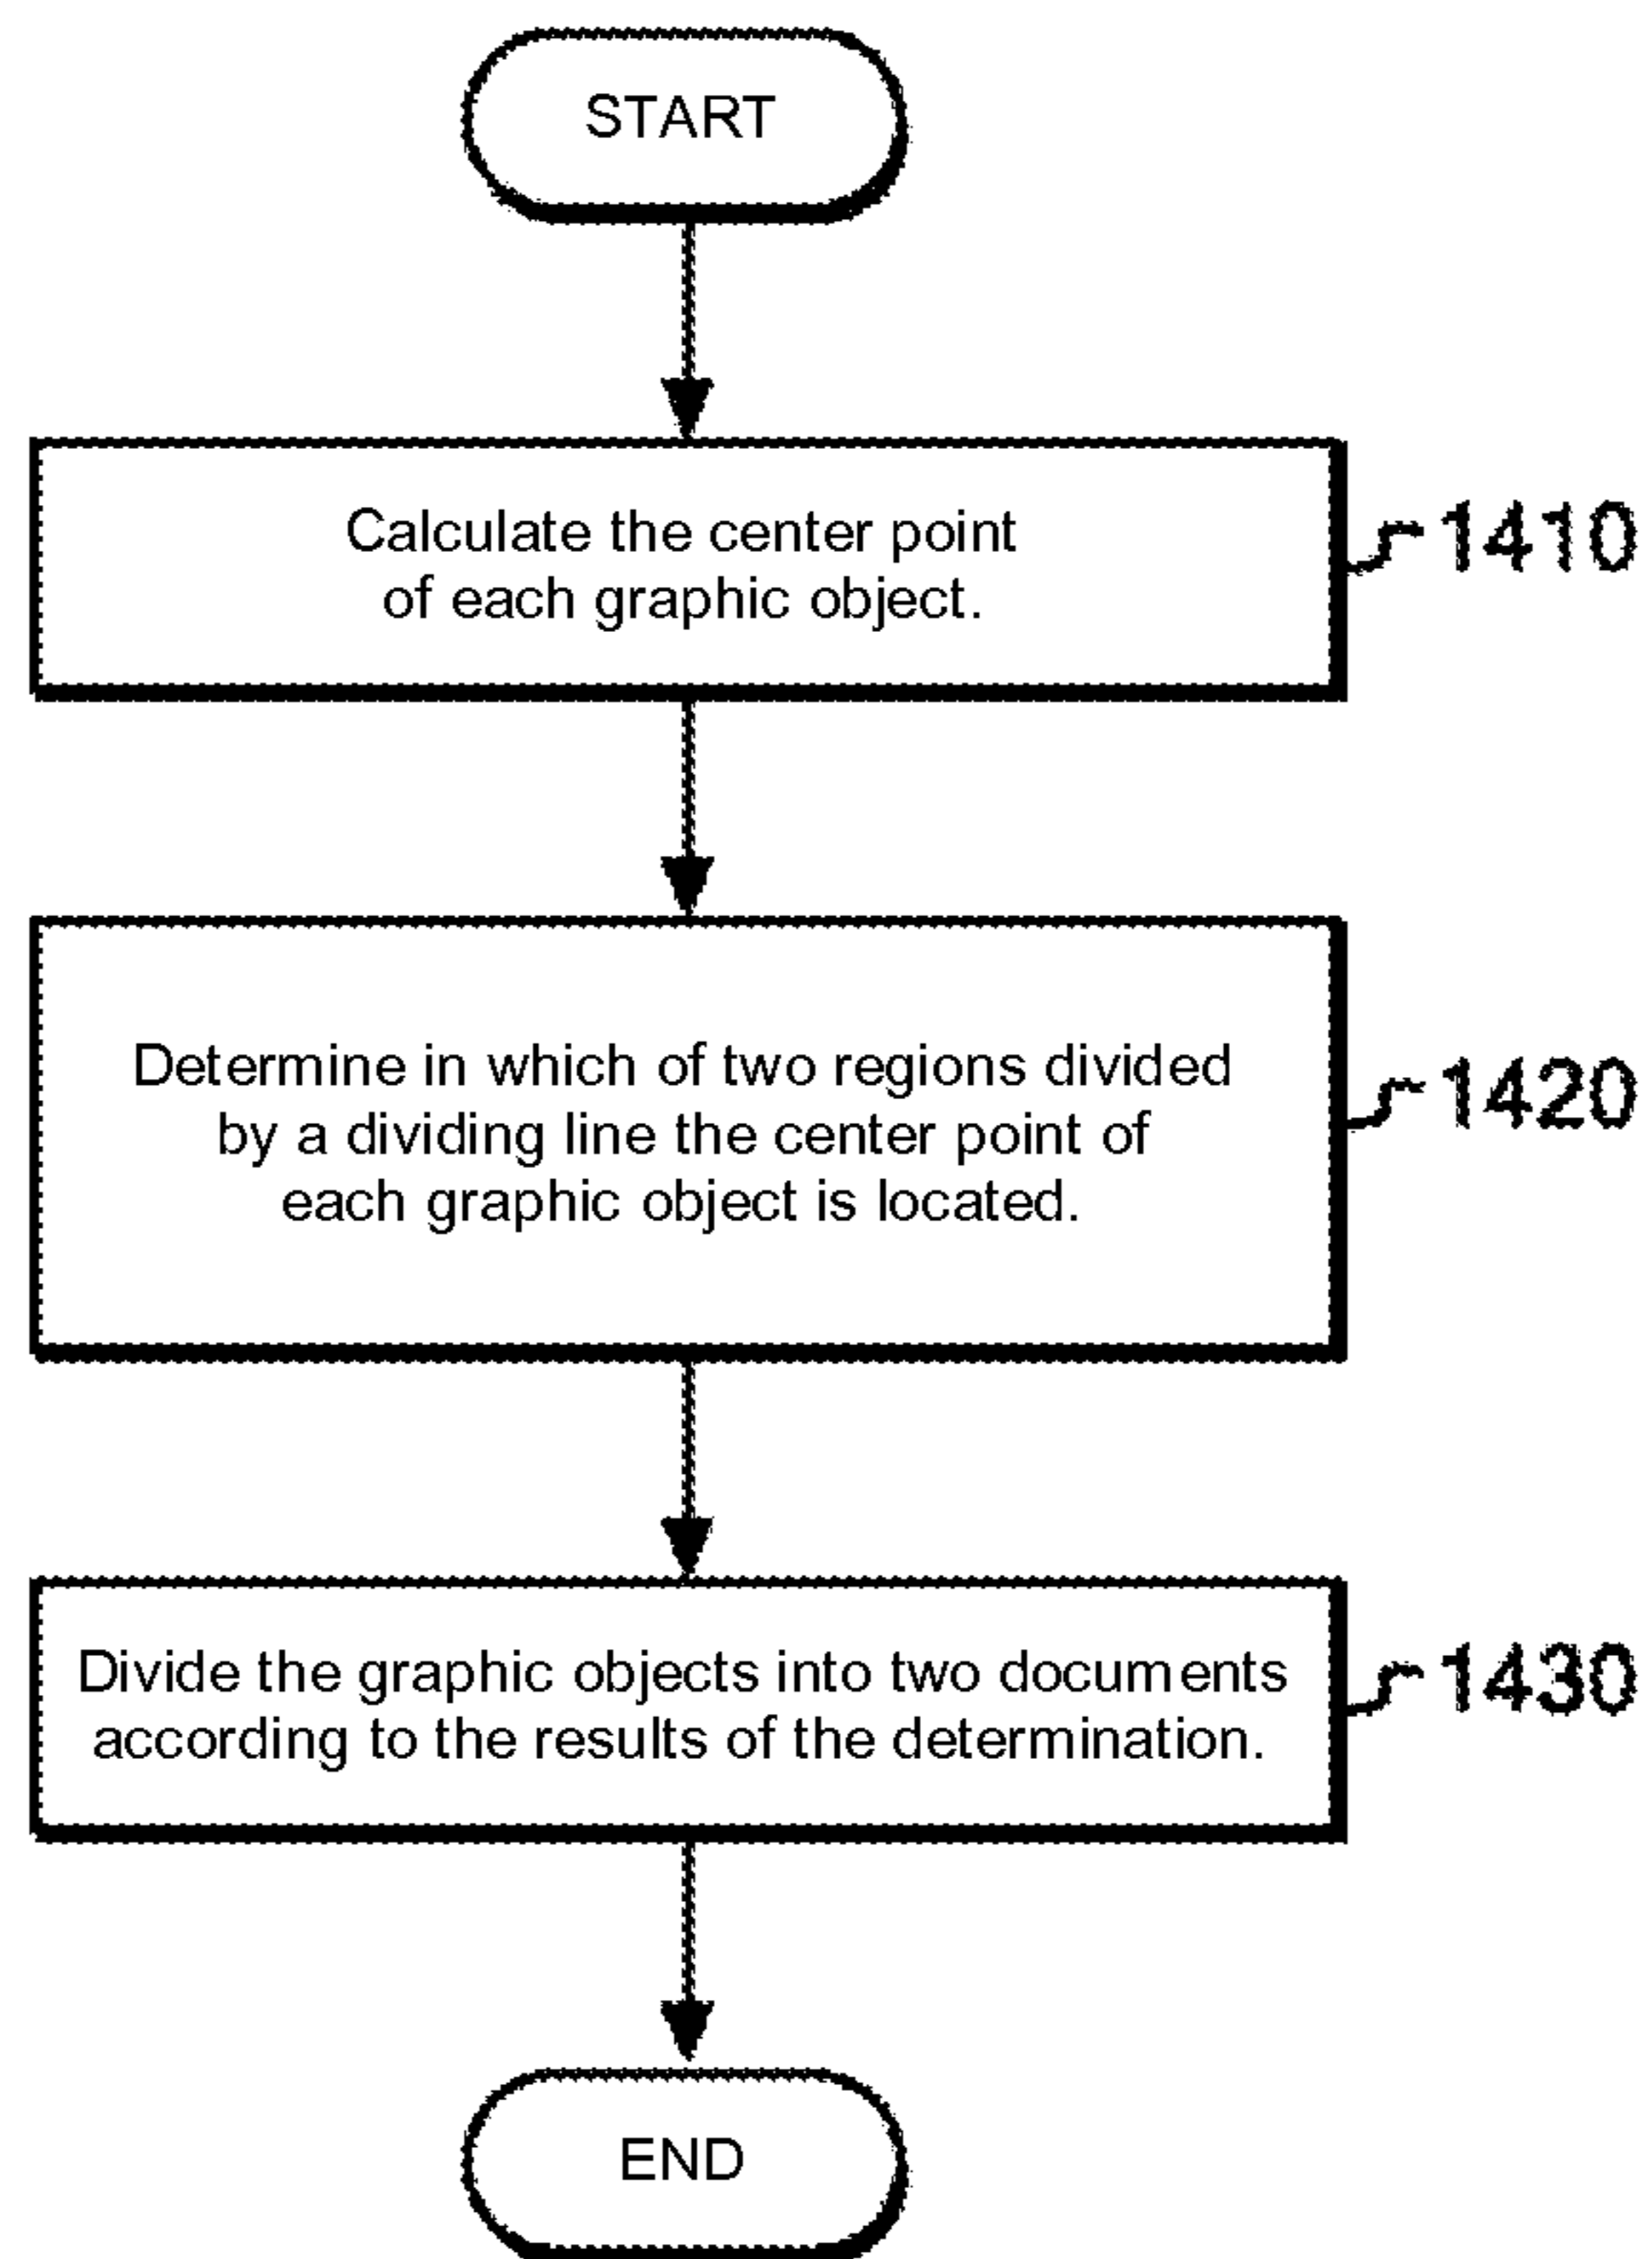 START
Calculate the center point
of each graphic object.
1410
Determine in which of two regions divided
by a dividing line the center point of
each graphic object is located.
1420
Divide the graphic objects into two documents
according to the results of the determination.
1430
END